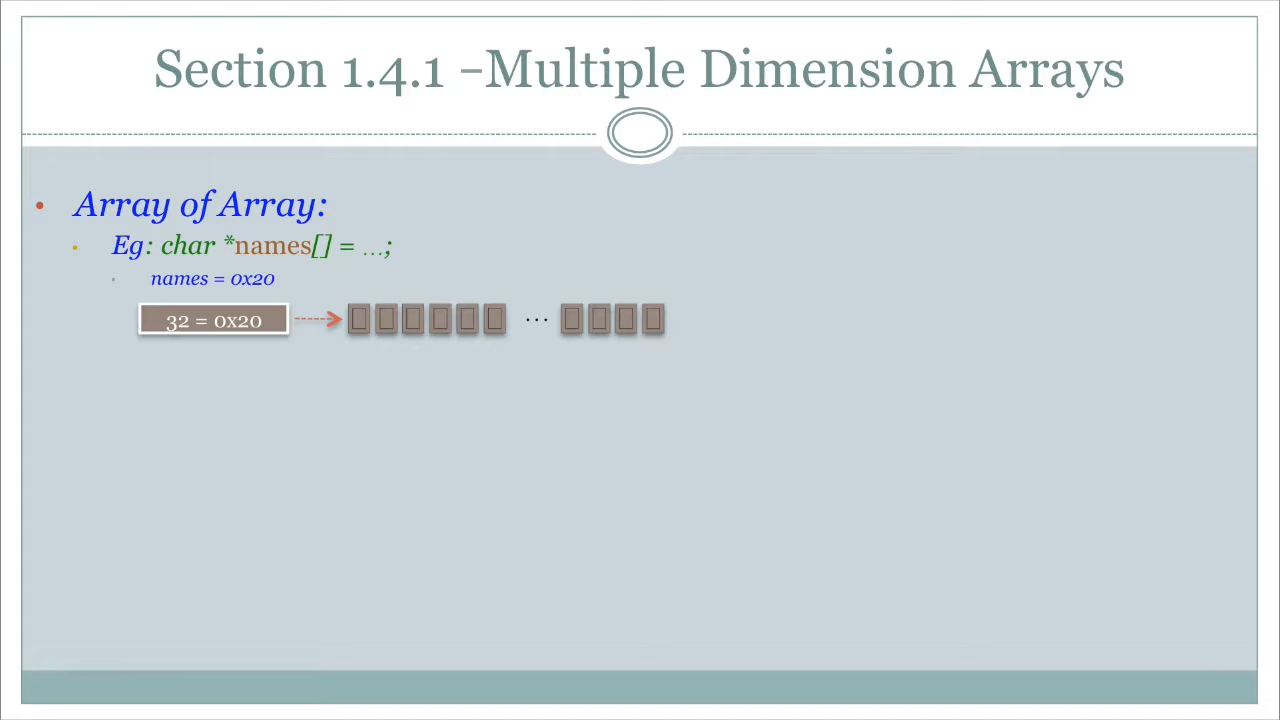 Section 1.4.1 –Multiple Dimension Arrays
• Array of Array:
• Eg: char *names[] = ...;
• names = 0x20
32 = 0x20
...